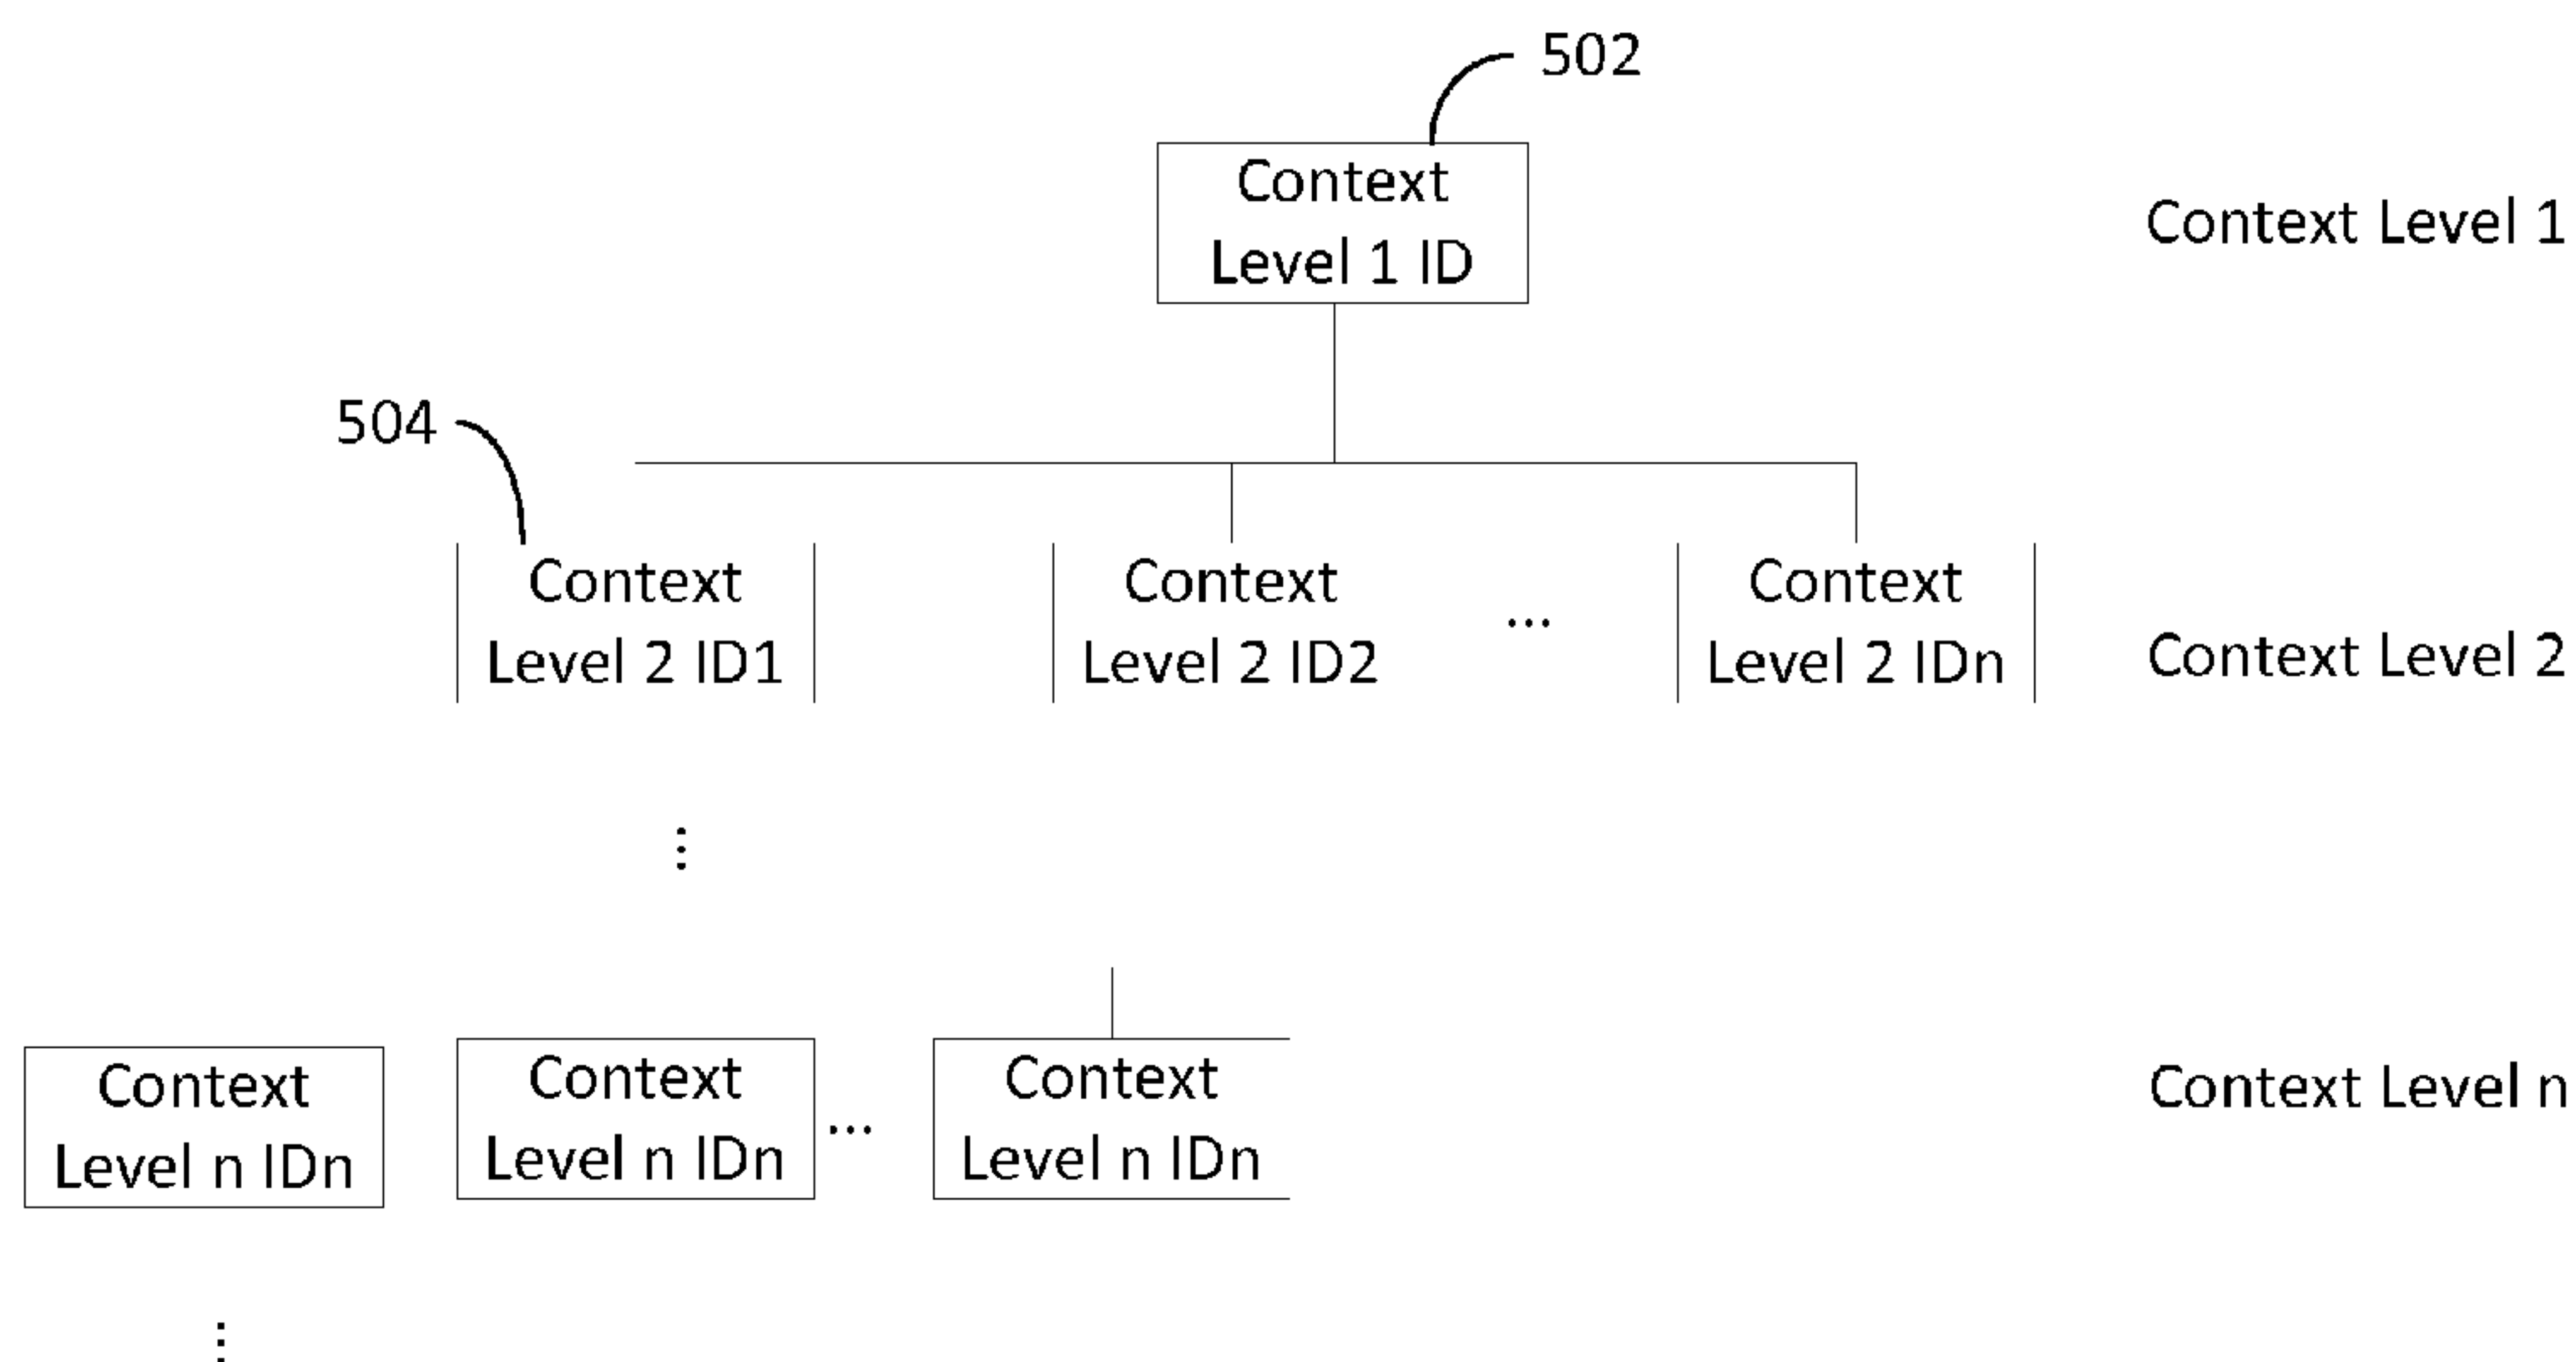 502
Context
Level 1 ID
Context Level 1
504
Context
Level 2 ID1
Context
Level 2 ID2
...
Context
Level 2 IDn
Context Level 2
⋮
Context
Level n IDn
Context
Level n IDn
...
Context
Level n IDn
Context Level n
⋮